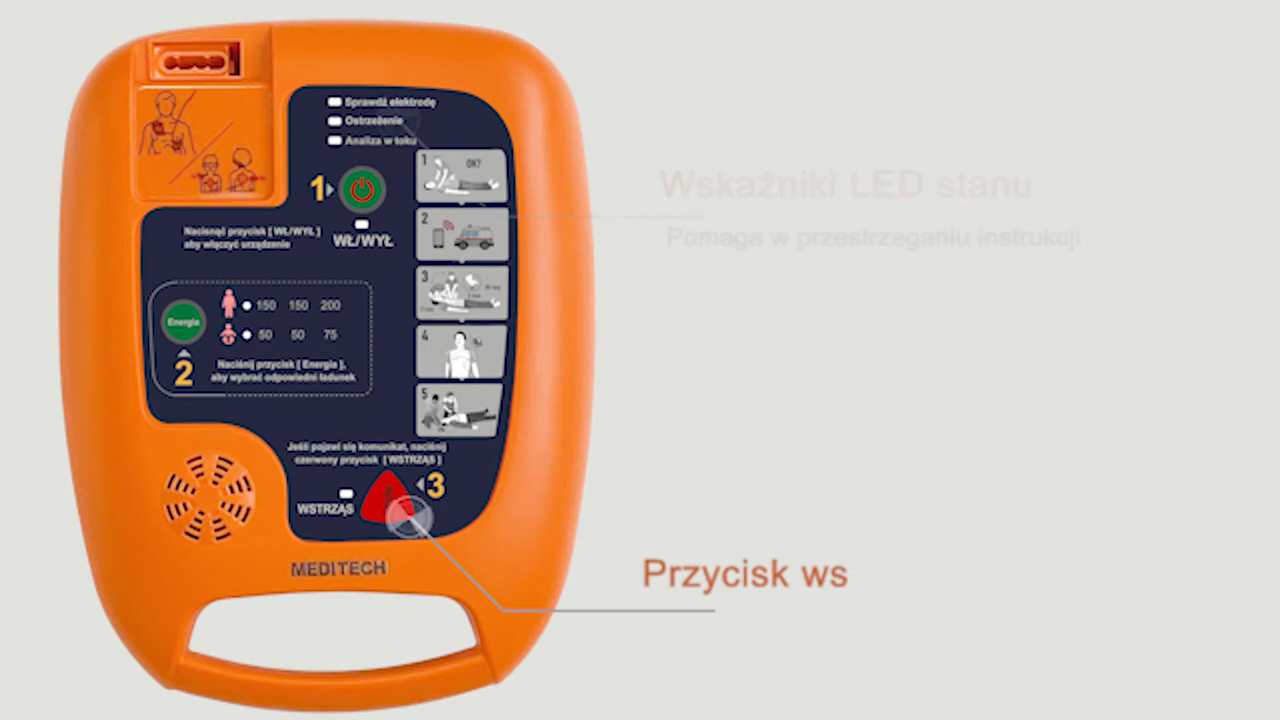 Sprawdź elektrodę
Ostrzeżenie
Analiza w toku
1
WŁ/WYŁ
Nacisnąć przycisk [ WŁ/WYŁ ]
aby włączyć urządzenie
1 OK?
2
3
4
5
Energia
150 150 200
50 50 75
2
Naciśnij przycisk [ Energia ],
aby wybrać odpowiedni ładunek
Jeśli pojawi się komunikat, naciśnij
czerwony przycisk [ WSTRZĄS ]
3
WSTRZĄS
MEDITECH
Wskaźniki LED stanu
Pomaga w przestrzeganiu instrukcji
Przycisk ws